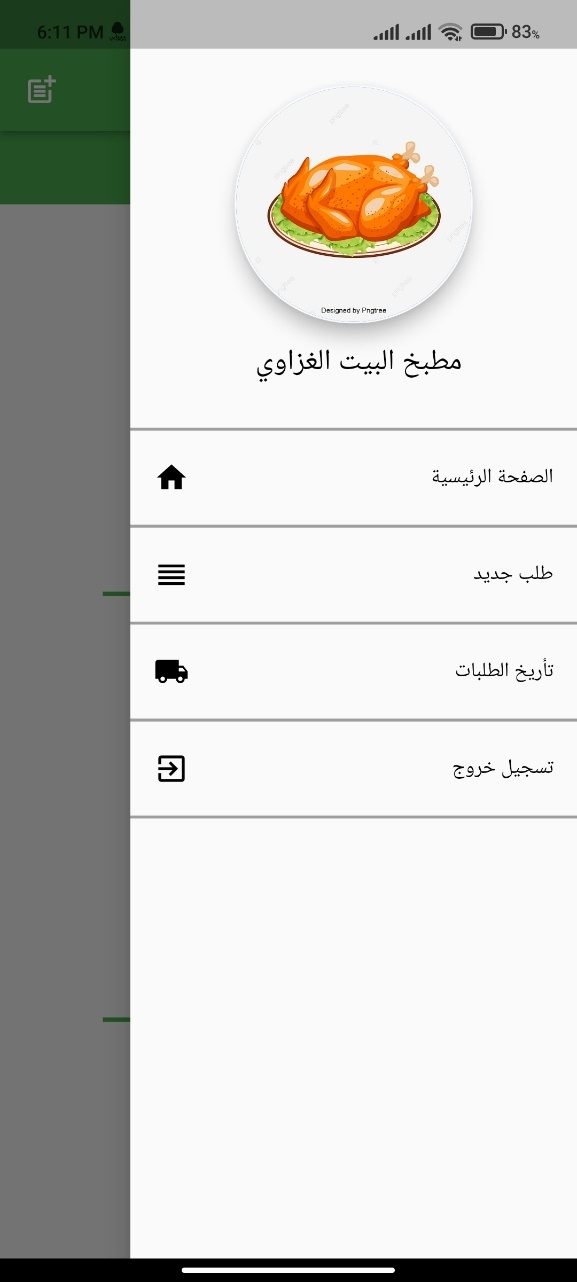 6:11 PM
83%
Designed by Pngtree
مطبخ البيت الغزاوي
الصفحة الرئيسية
طلب جديد
تأريخ الطلبات
تسجيل خروج